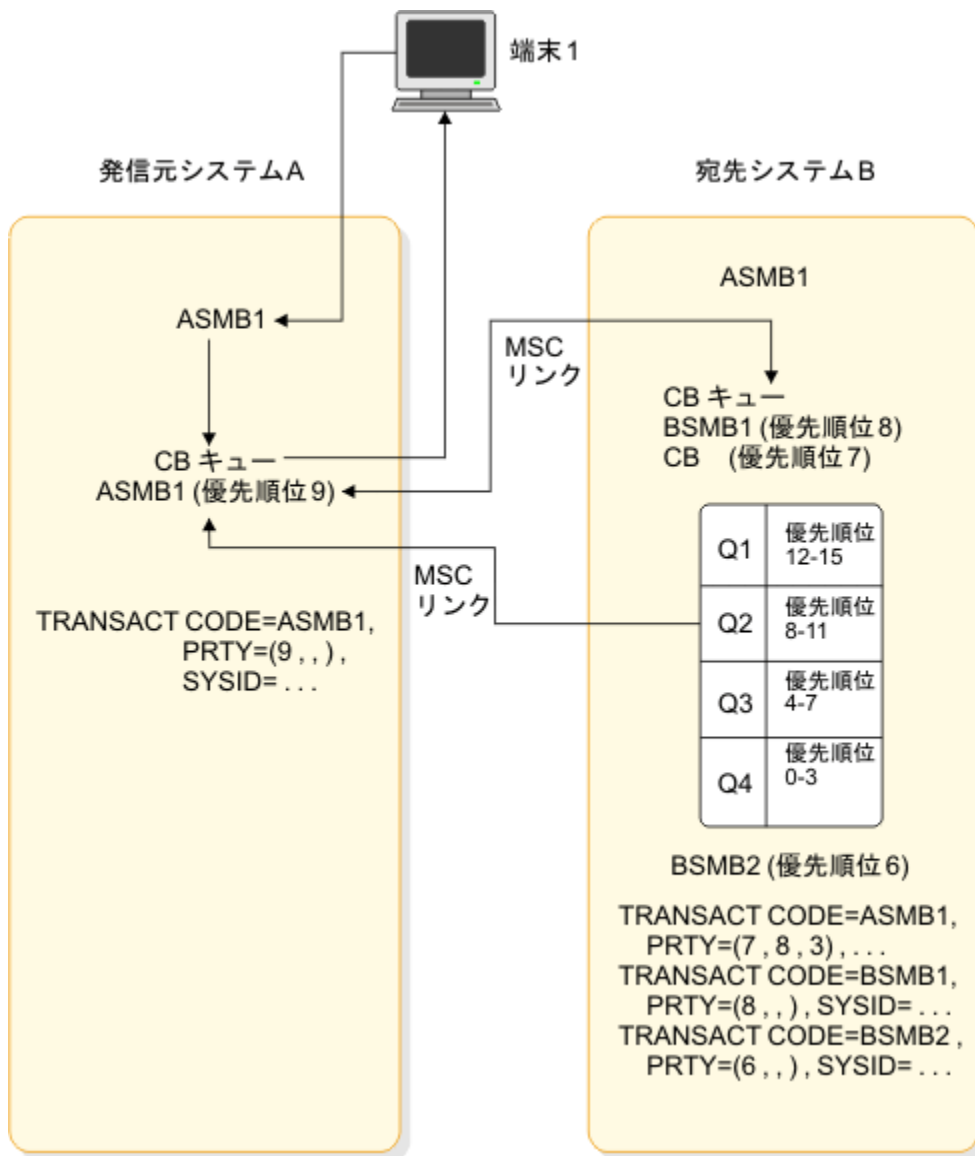 端末1
発信元システムA
宛先システムB
ASMB1
CB キュー
ASMB1 (優先順位9)
TRANSACT CODE=ASMB1,
PRTY=(9 , , ) ,
SYSID= . . .
MSC
リンク
MSC
リンク
ASMB1
CB キュー
BSMB1 (優先順位8)
CB (優先順位7)
Q1 優先順位
12-15
Q2 優先順位
8-11
Q3 優先順位
4-7
Q4 優先順位
0-3
BSMB2 (優先順位6)
TRANSACT CODE=ASMB1,
PRTY=(7 , 8 , 3) , . . .
TRANSACT CODE=BSMB1,
PRTY=(8 , , ) , SYSID= . . .
TRANSACT CODE=BSMB2 ,
PRTY=(6 , , ) , SYSID= . . .